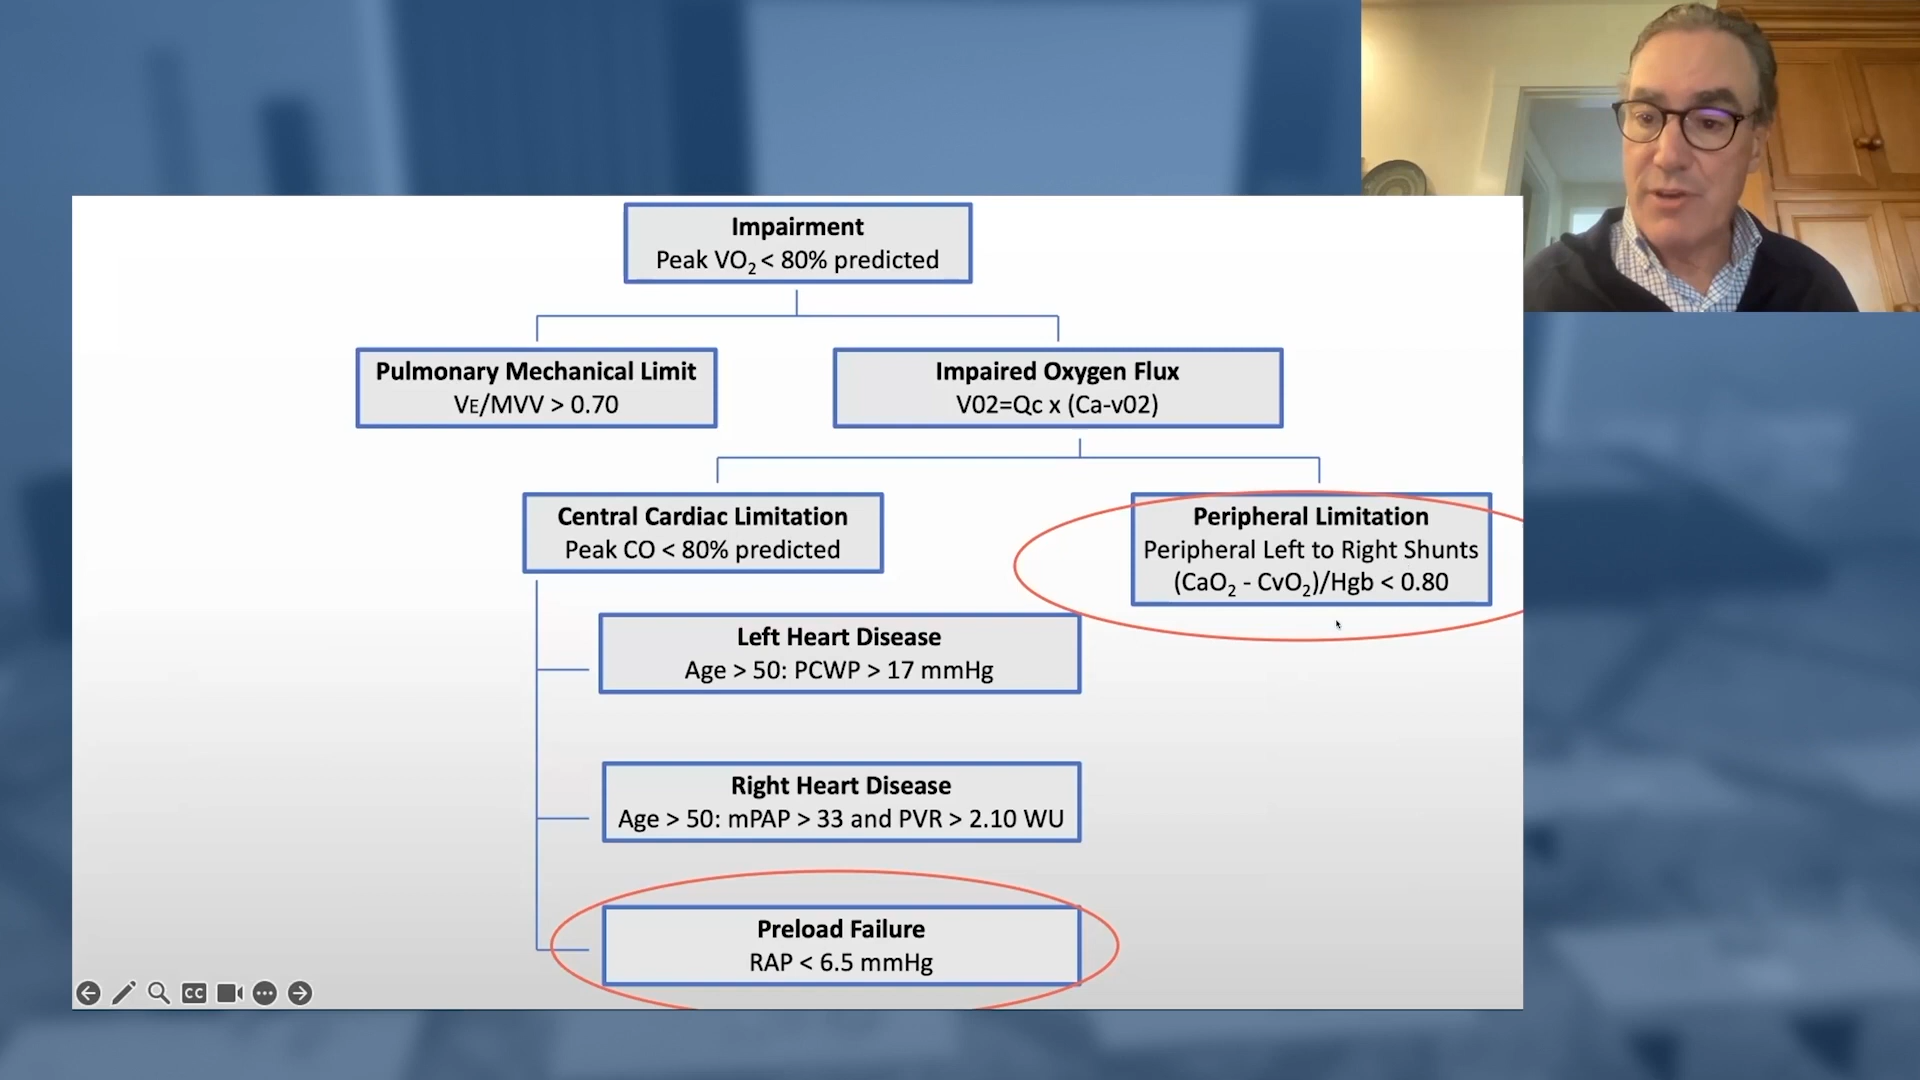 Impairment
Peak VO₂ < 80% predicted
Pulmonary Mechanical Limit
VE/MVV > 0.70
Impaired Oxygen Flux
V02=Qc x (Ca-v02)
Central Cardiac Limitation
Peak CO < 80% predicted
Peripheral Limitation
Peripheral Left to Right Shunts
(CaO₂ - CvO₂)/Hgb < 0.80
Left Heart Disease
Age > 50: PCWP > 17 mmHg
Right Heart Disease
Age > 50: mPAP > 33 and PVR > 2.10 WU
Preload Failure
RAP < 6.5 mmHg
CC